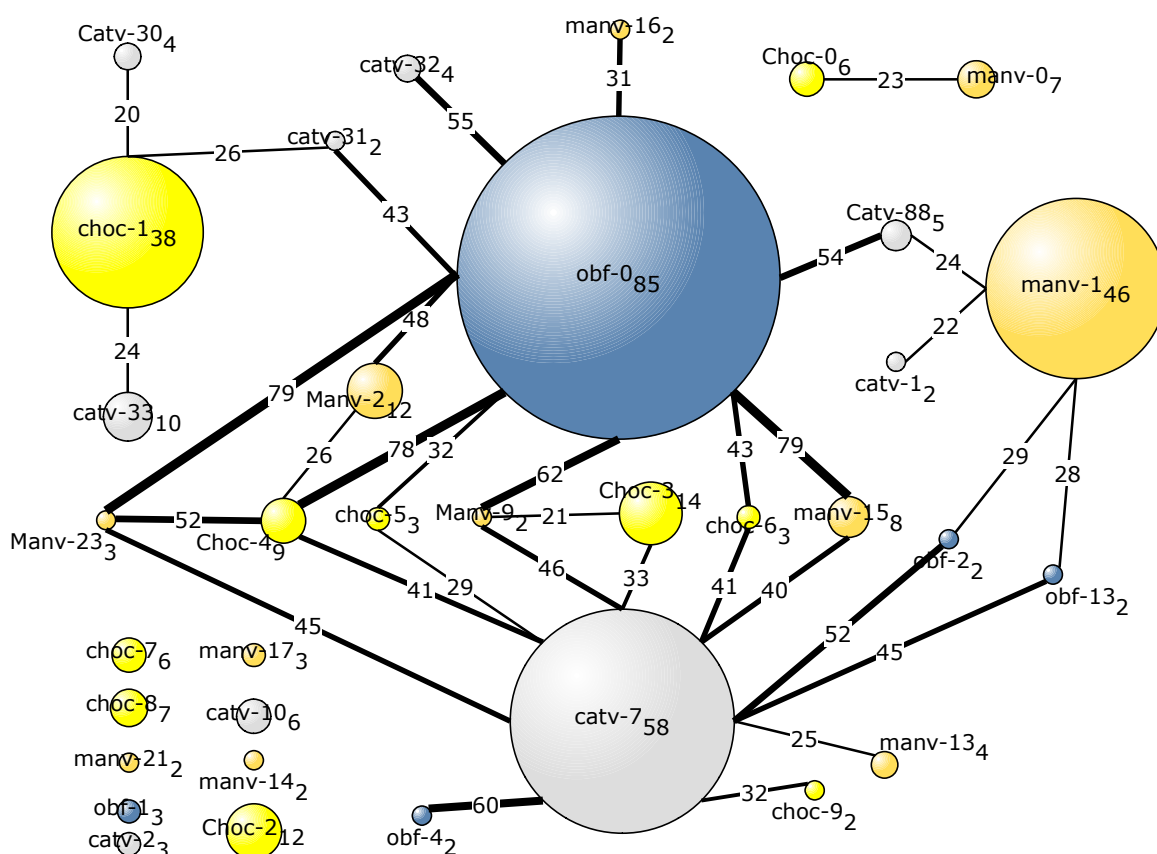 Catv-30 4
manv-16 2
catv-32 4
Choc-0 6
23
manv-0 7
31
20
55
catv-31 2
26
choc-1 38
43
Catv-88 5
54
24
obf-0 85
manv-1 46
48
22
24
79
Manv-2 12
catv-1 2
catv-33 10
26
78
32
43
79
29
62
28
Choc-3 14
52
choc-5 3
Manv-9 2
21
choc-6 3
manv-15 8
Manv-23 3
Choc-4 9
46
33
obf-2 2
41
29
41
40
obf-13 2
45
52
45
choc-7 6
manv-17 3
choc-8 7
catv-10 6
catv-7 58
25
manv-13 4
manv-21 2
manv-14 2
60
32
obf-1 3
choc-9 2
Choc-2 12
obf-4 2
catv-2 3